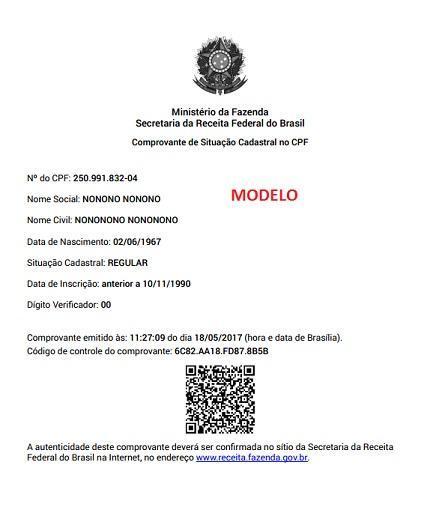 Ministério da Fazenda
Secretaria da Receita Federal do Brasil
Comprovante de Situação Cadastral no CPF
Nº do CPF: 250.991.832-04
Nome Social: NONONO NONONO
MODELO
Nome Civil: NONONONO NONONONO
Data de Nascimento: 02/06/1967
Situação Cadastral: REGULAR
Data de Inscrição: anterior a 10/11/1990
Dígito Verificador: 00
Comprovante emitido às: 11:27:09 do dia 18/05/2017 (hora e data de Brasília).
Código de controle do comprovante: 6C82.AA18.FD87.8B5B
A autenticidade deste comprovante deverá ser confirmada no sítio da Secretaria da Receita
Federal do Brasil na Internet, no endereço www.receita.fazenda.gov.br.